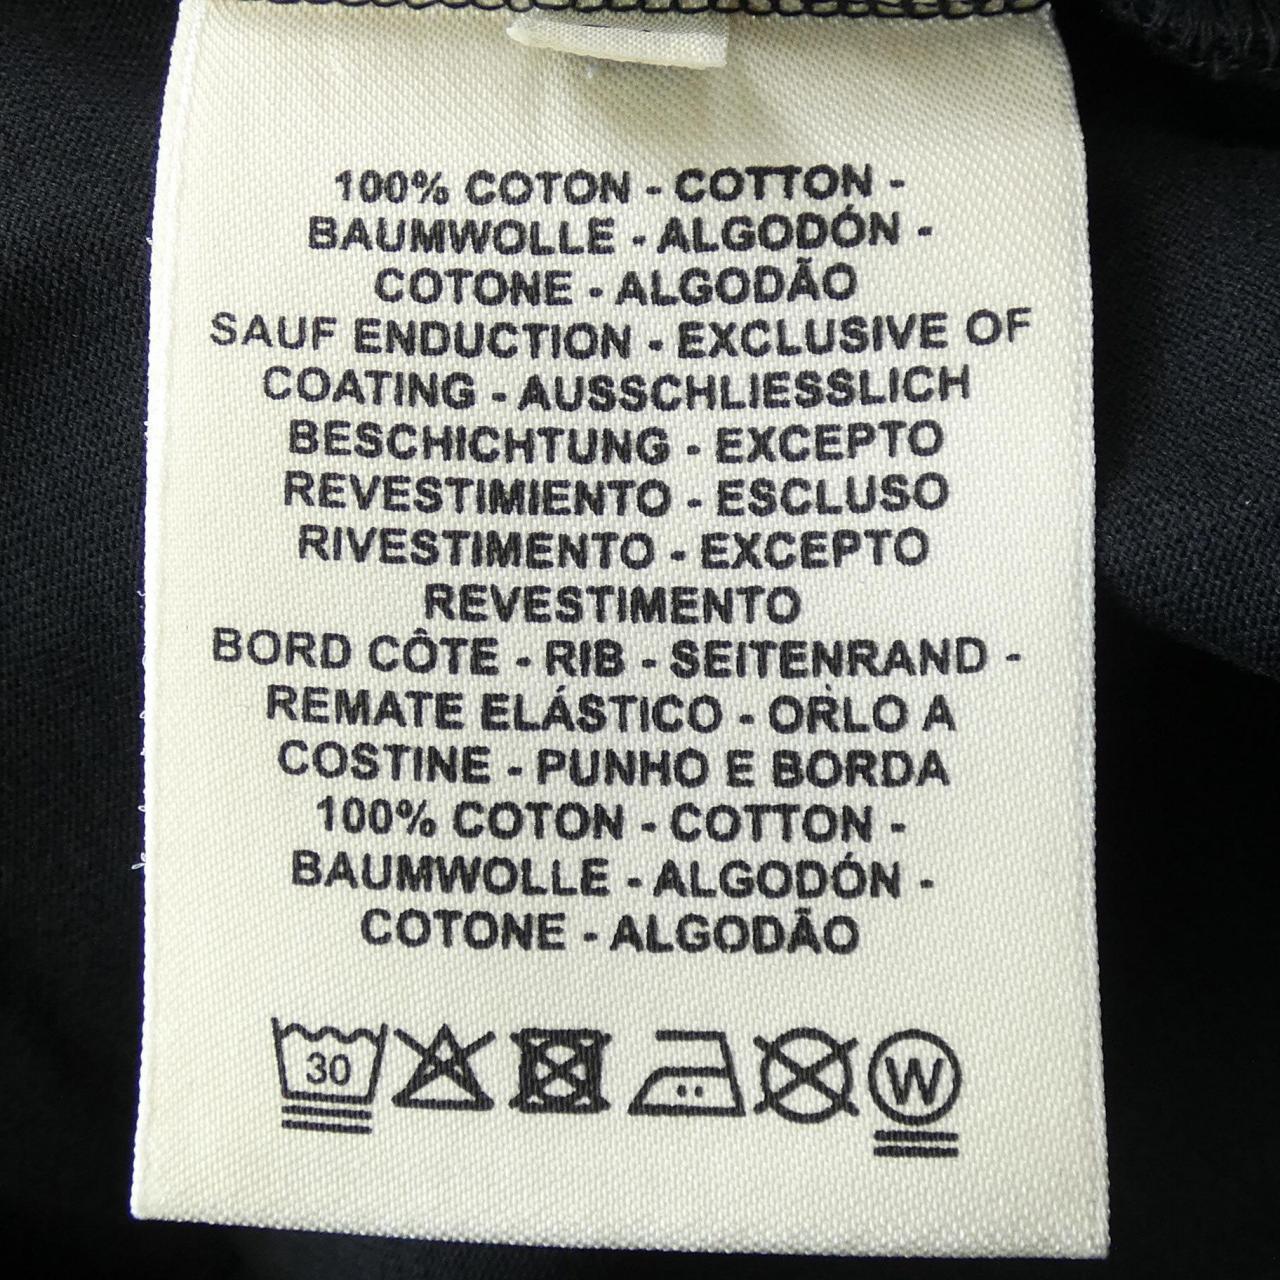 100% COTON - COTTON -
BAUMWOLLE - ALGODÓN -
COTONE - ALGODÃO
SAUF ENDUCTION - EXCLUSIVE OF
COATING - AUSSCHLIESSLICH
BESCHICHTUNG - EXCEPTO
REVESTIMIENTO - ESCLUSO
RIVESTIMENTO - EXCEPTO
REVESTIMENTO
BORD CÔTE - RIB - SEITENRAND -
REMATE ELÁSTICO - ORLO A
COSTINE - PUNHO E BORDA
100% COTON - COTTON -
BAUMWOLLE - ALGODÓN -
COTONE - ALGODÃO
30 W